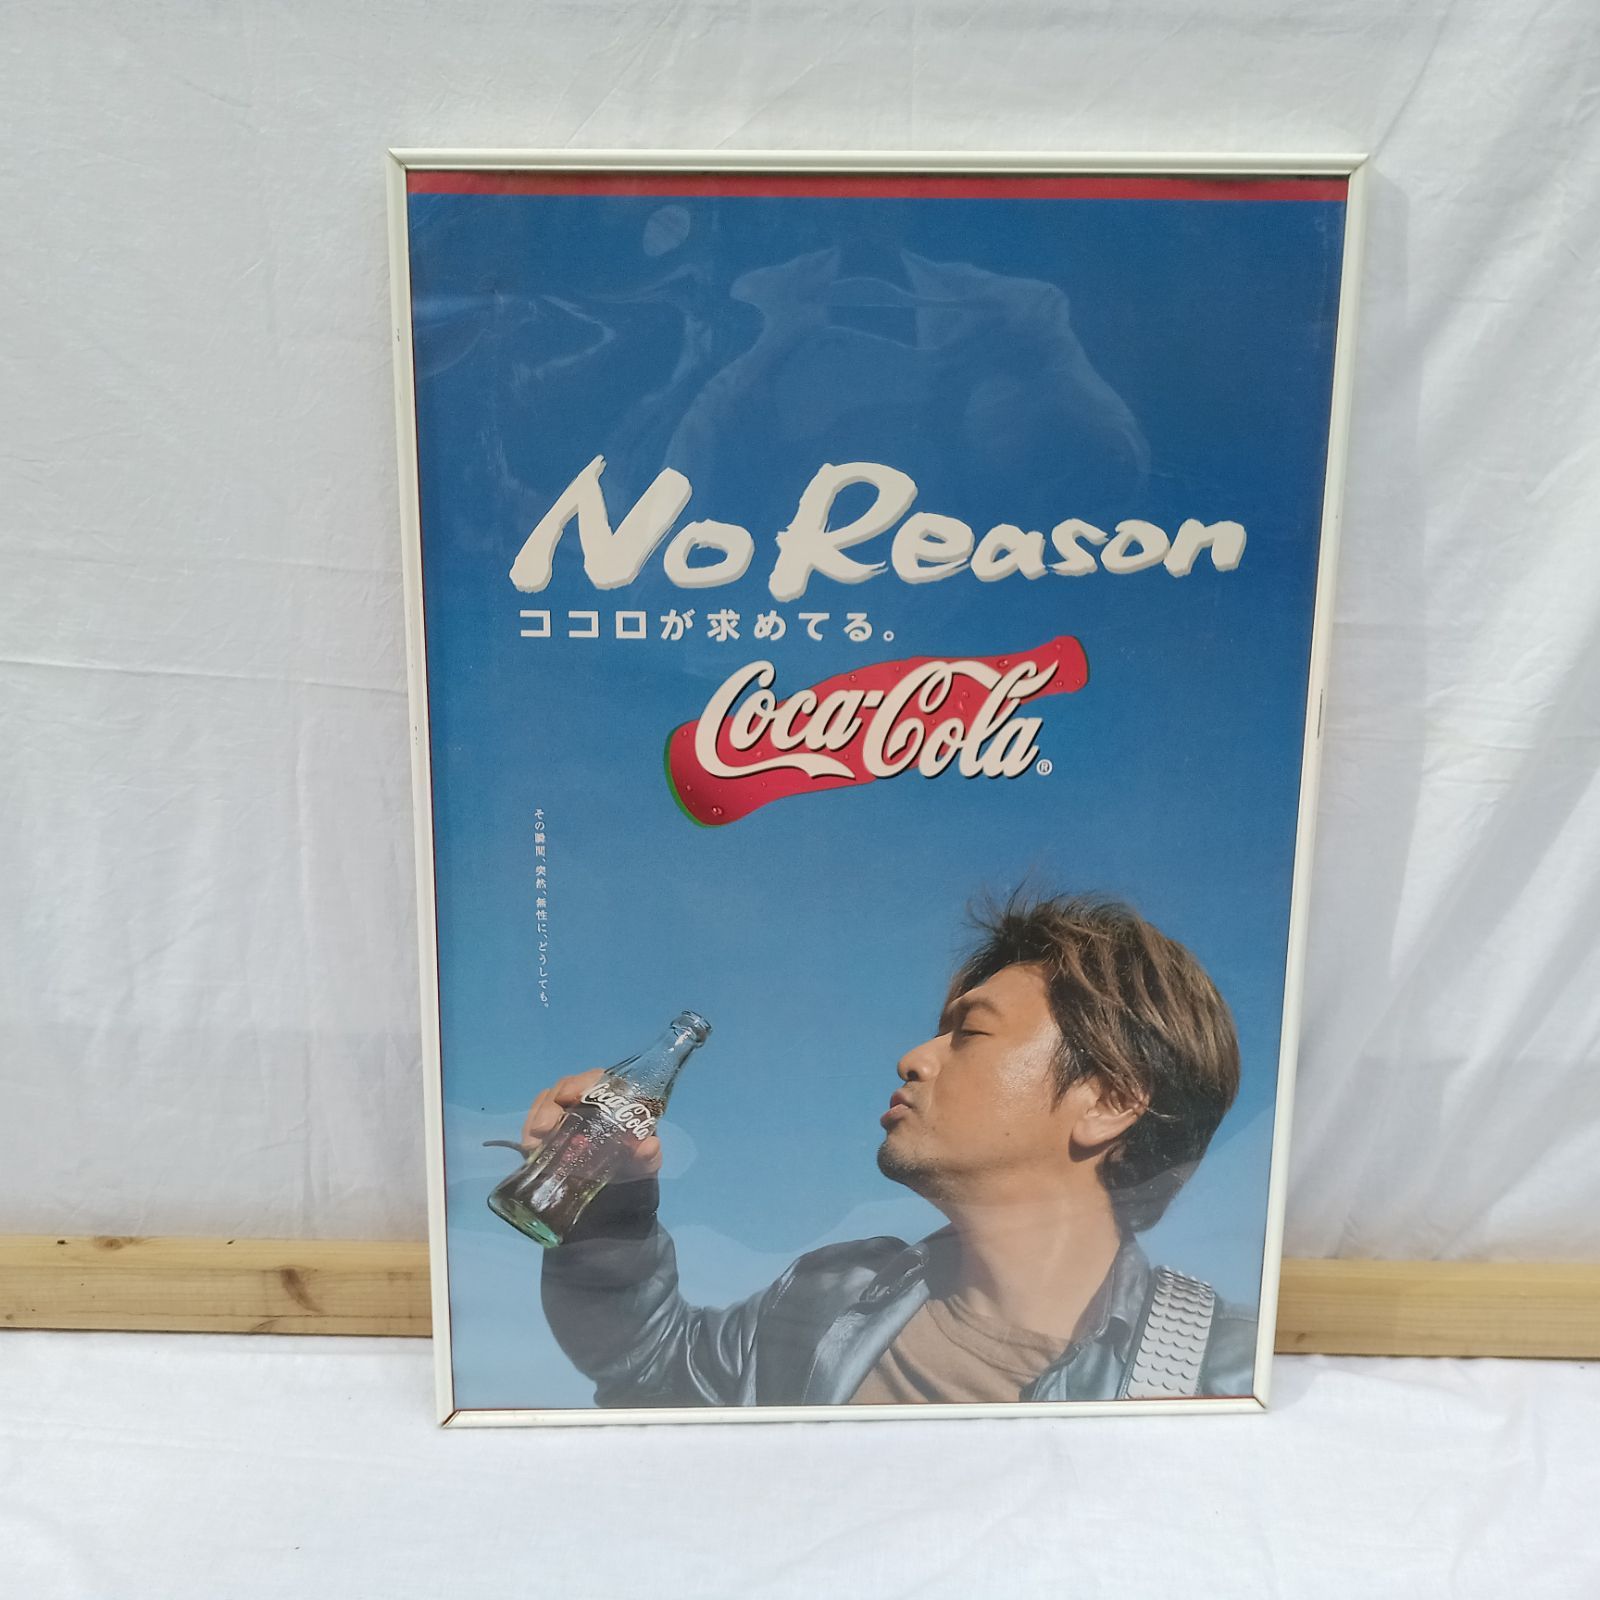 No Reason
ココロが求めてる。
Coca-Cola®
その瞬間、突然、無性に、どうしても。
Coca-Cola